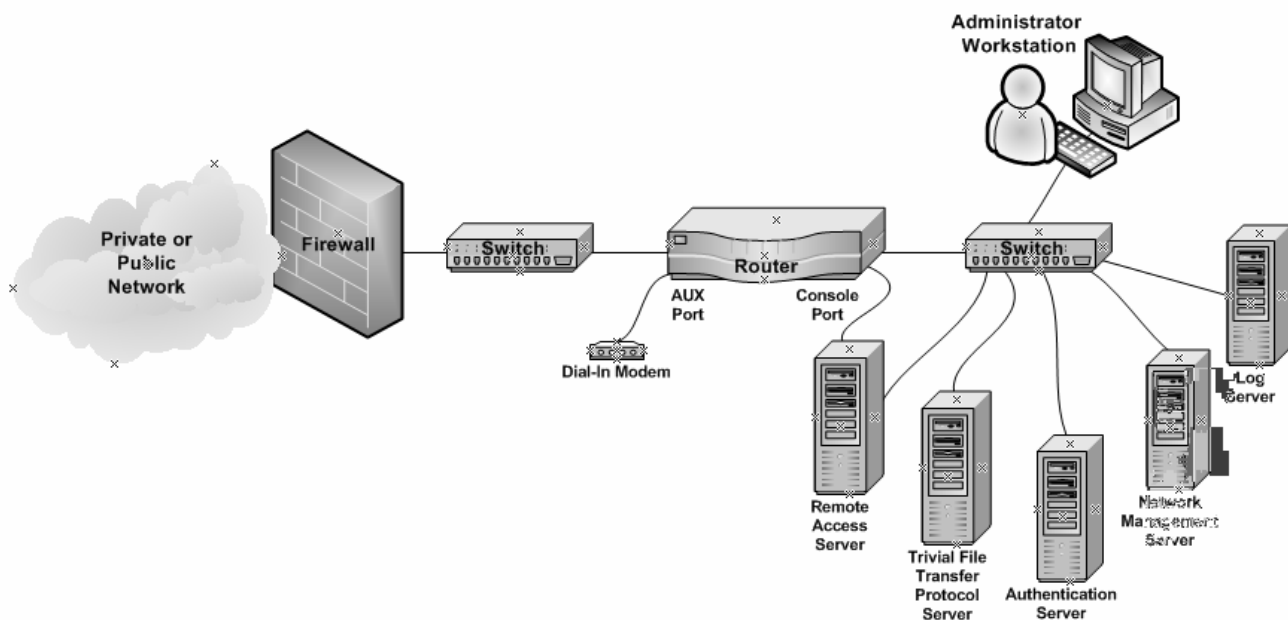 Administrator
Workstation
Private or
Public
Network
Firewall
Switch
Router
Switch
AUX
Port
Console
Port
Dial-In Modem
Log
Server
Remote
Access
Server
Trivial File
Transfer
Protocol
Server
Authentication
Server
Network
Management
Server